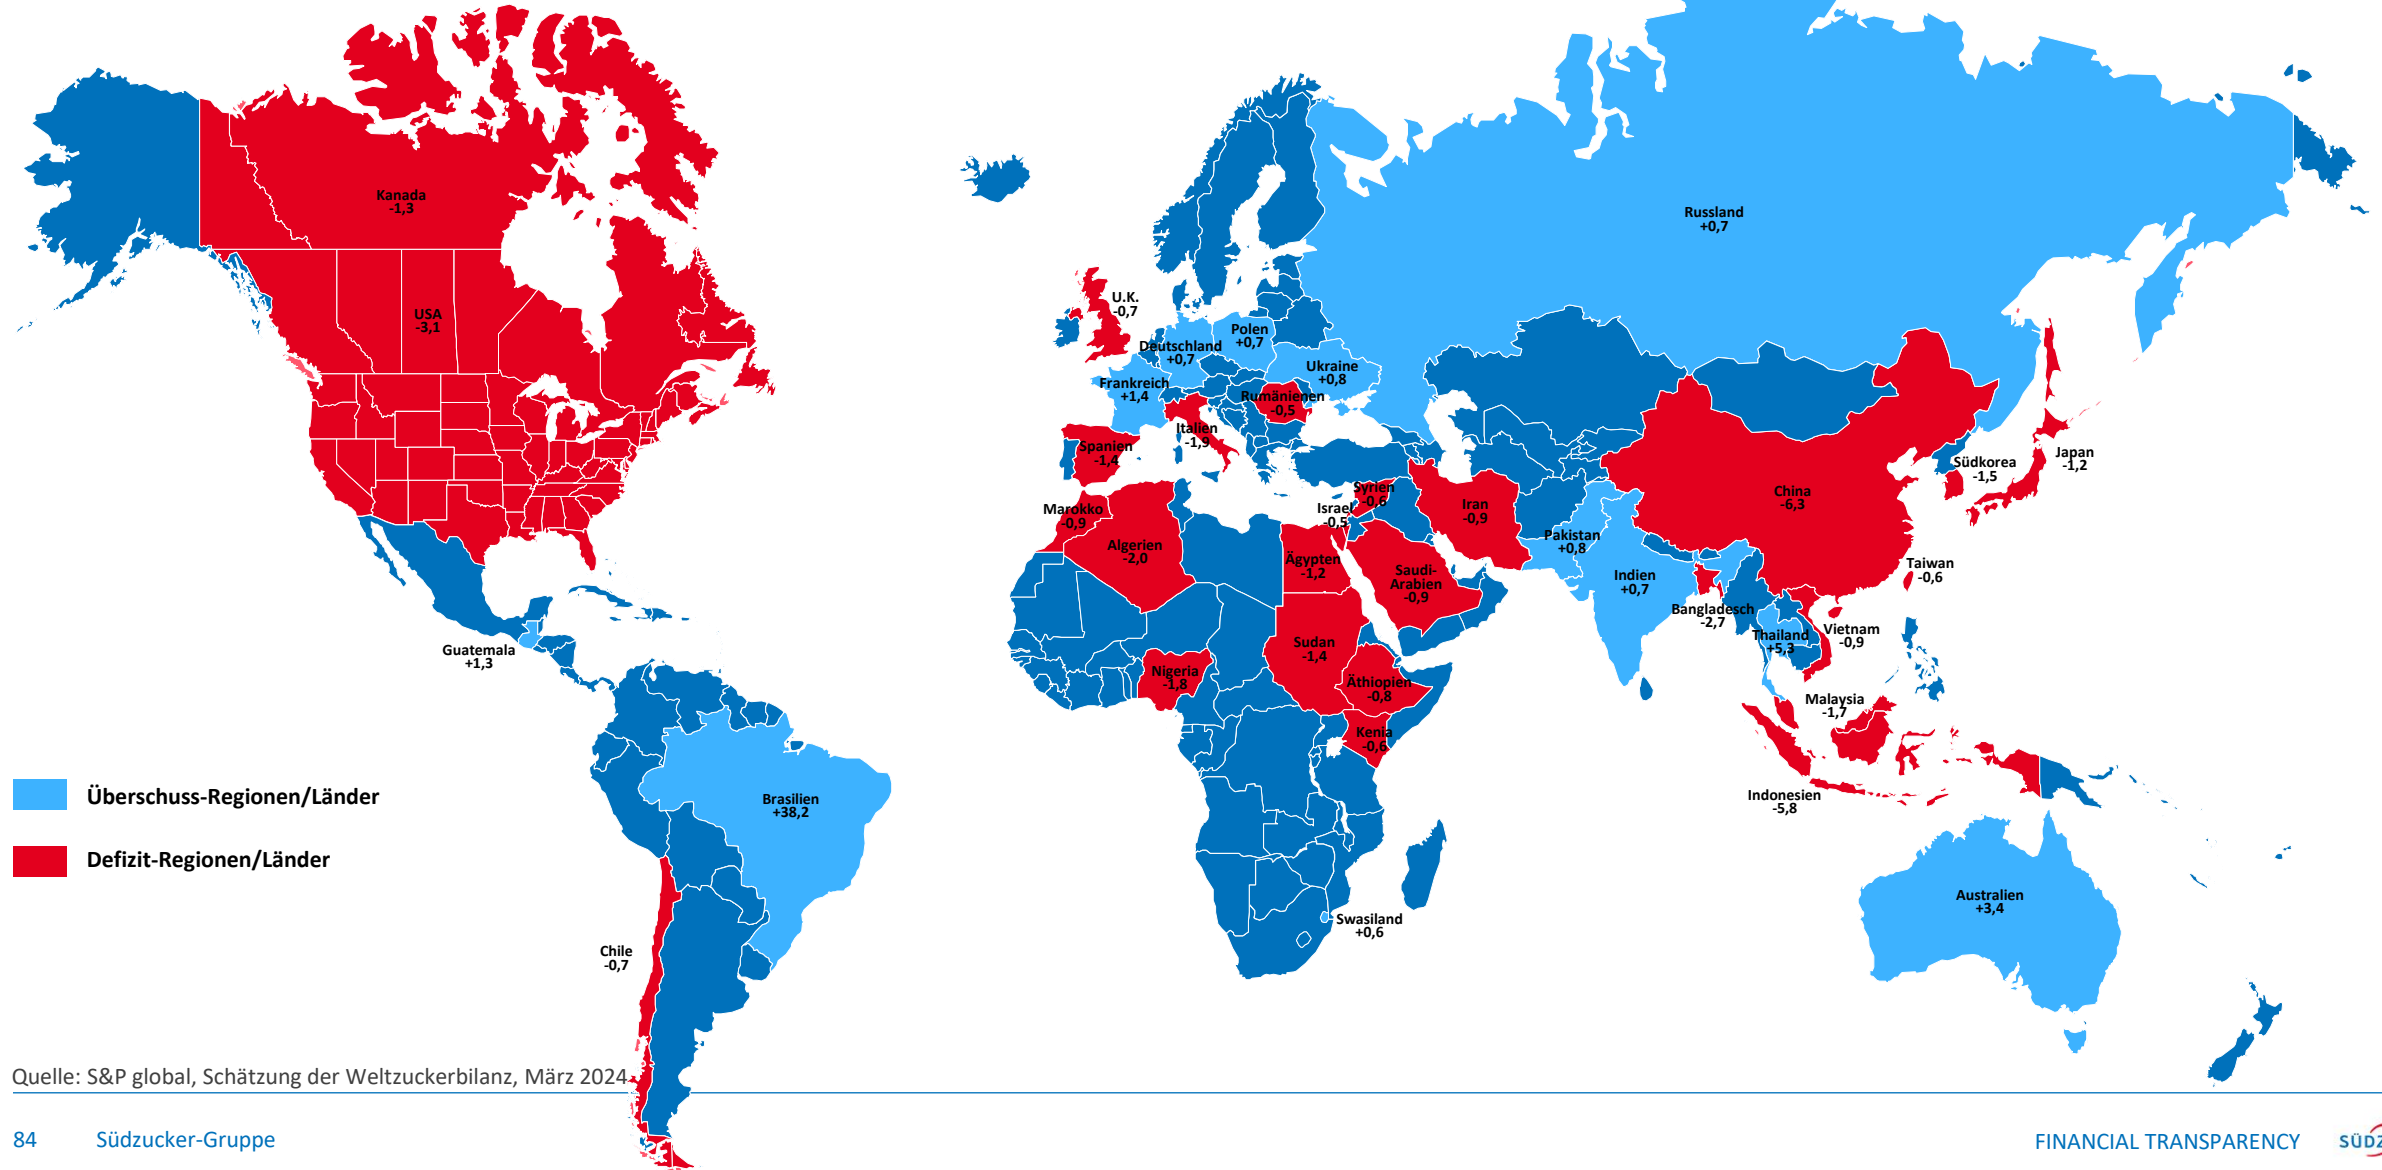 Kanada
-1,3
USA
-3,1
Guatemala
+1,3
Brasilien
+38,2
Chile
-0,7
U.K.
-0,7
Polen
+0,7
Deutschland
+0,7
Frankreich
+1,4
Ukraine
+0,8
Rumänienen
-0,5
Italien
-1,9
Spanien
-1,4
Russland
+0,7
Marokko
-0,9
Algerien
-2,0
Ägypten
-1,2
Israel
-0,5
Syrien
-0,6
Iran
-0,9
Saudi-
Arabien
-0,9
Sudan
-1,4
Nigeria
-1,8
Äthiopien
-0,8
Kenia
-0,6
Swasiland
+0,6
Pakistan
+0,8
Indien
+0,7
Bangladesch
-2,7
China
-6,3
Südkorea
-1,5
Japan
-1,2
Taiwan
-0,6
Thailand
+5,3
Vietnam
-0,9
Malaysia
-1,7
Indonesien
-5,8
Australien
+3,4
Überschuss-Regionen/Länder
Defizit-Regionen/Länder
Quelle: S&P global, Schätzung der Weltzuckerbilanz, März 2024
84 Südzucker-Gruppe
FINANCIAL TRANSPARENCY
SÜDZ